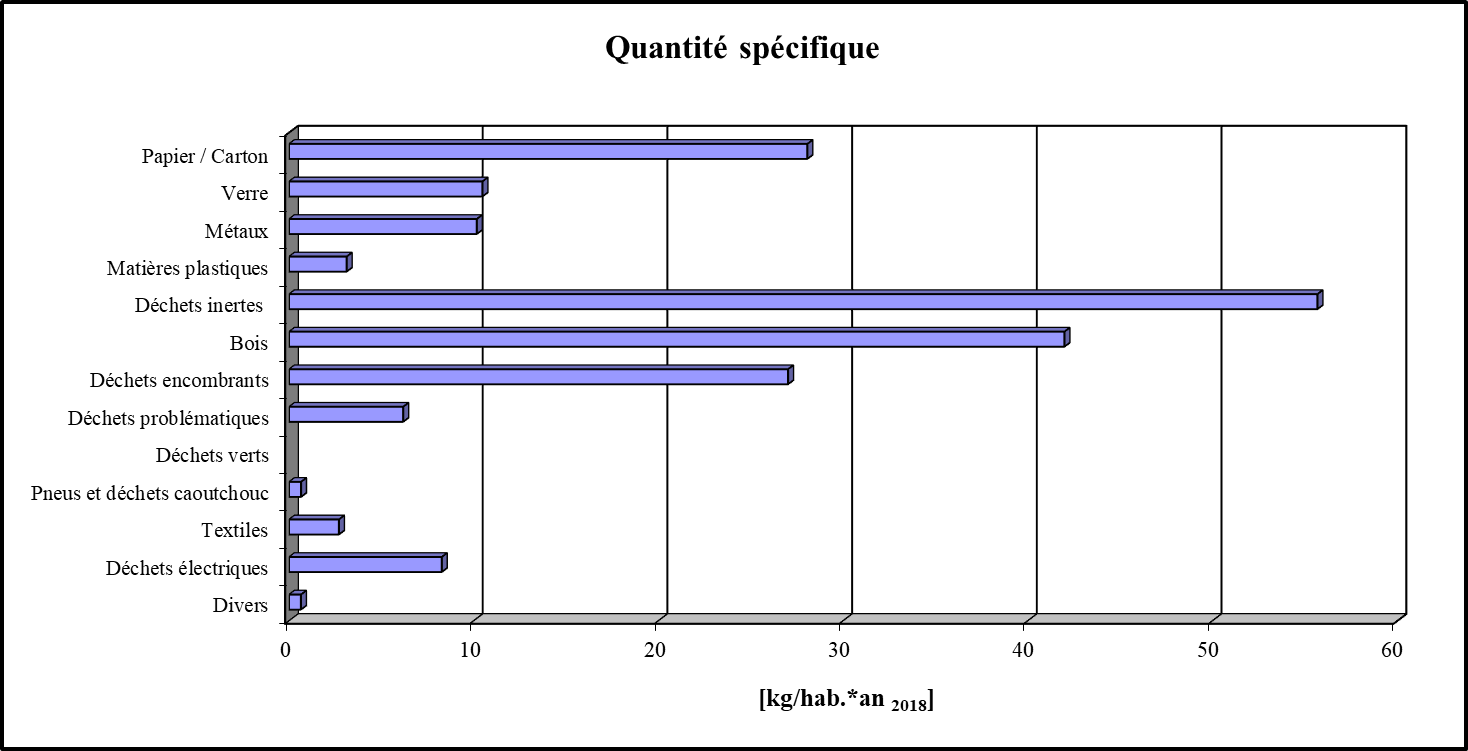 Quantité spécifique
Papier / Carton
Verre
Métaux
Matières plastiques
Déchets inertes
Bois
Déchets encombrants
Déchets problématiques
Déchets verts
Pneus et déchets caoutchouc
Textiles
Déchets électriques
Divers
0 10 20 30 40 50 60
[kg/hab.*an 2018]